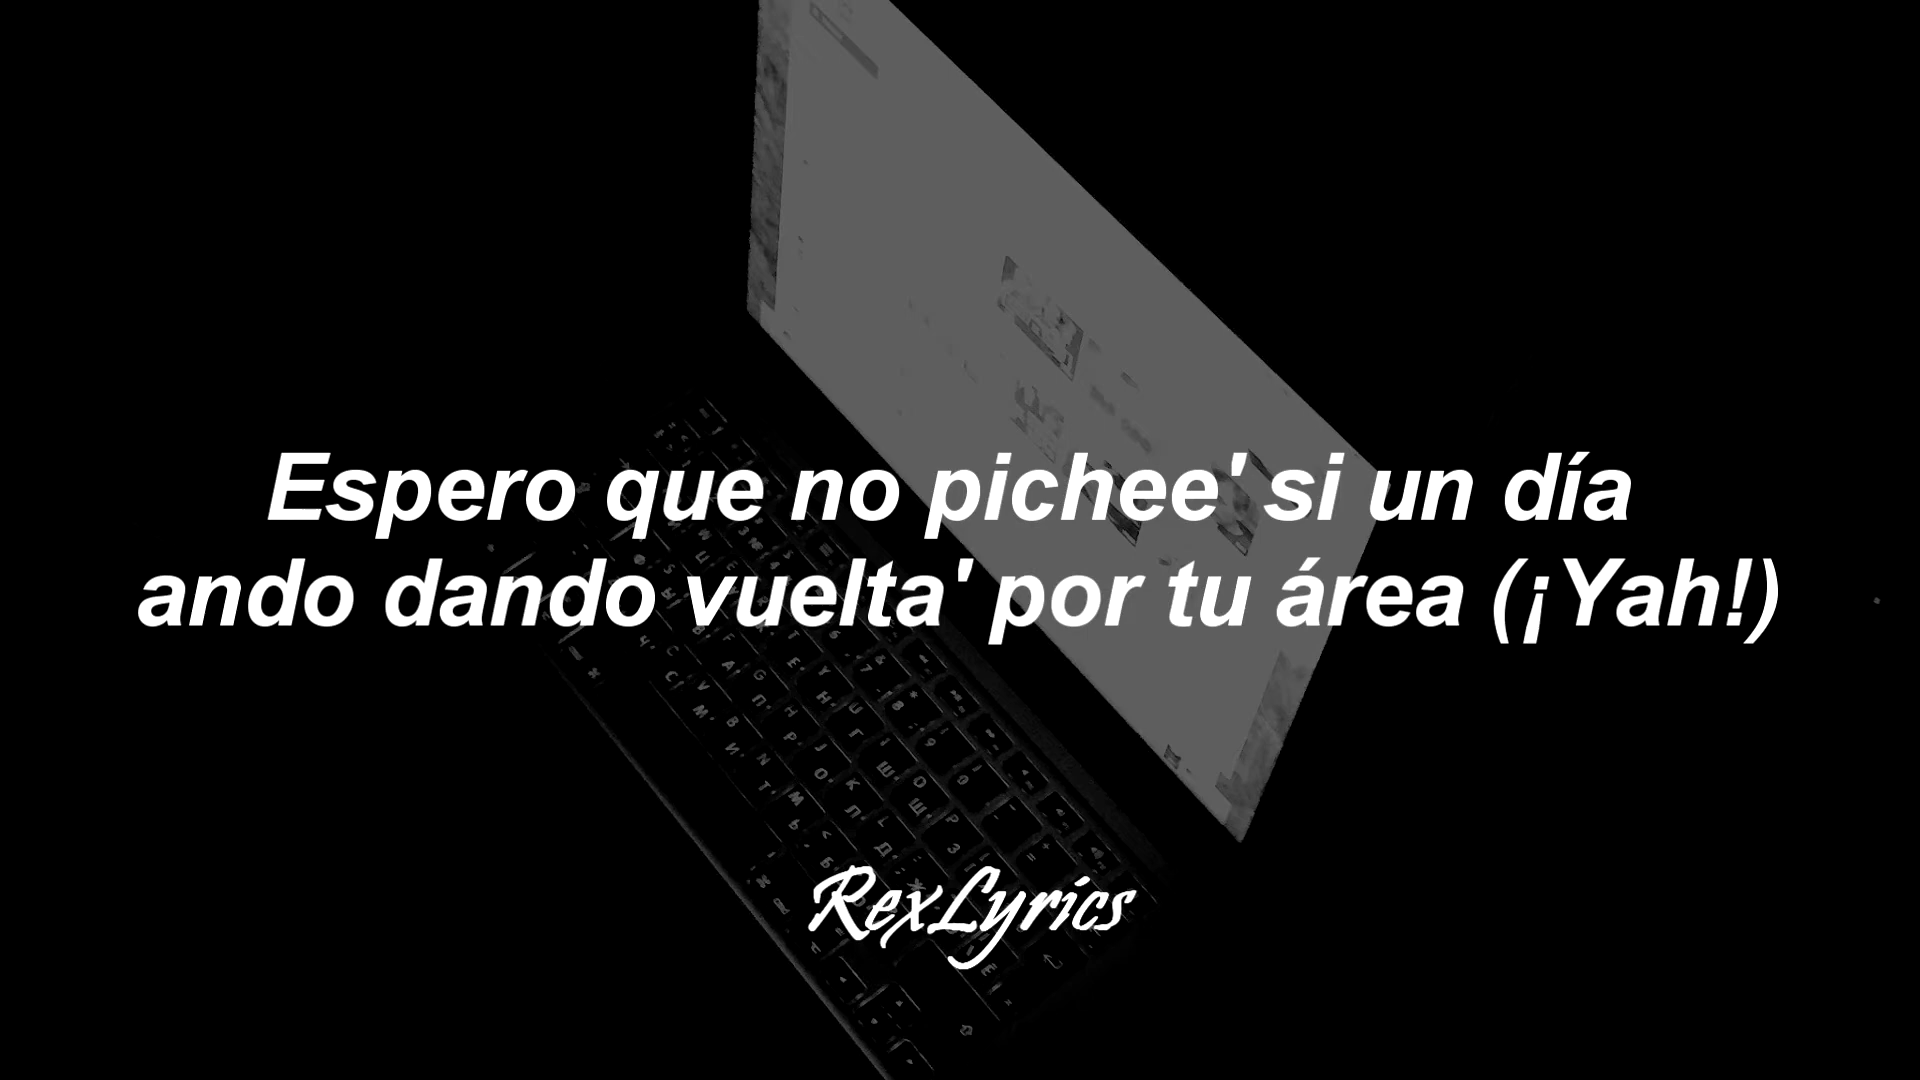 Espero que no pichee' si un día
ando dando vuelta' por tu área (¡Yah!)
RexLyrics